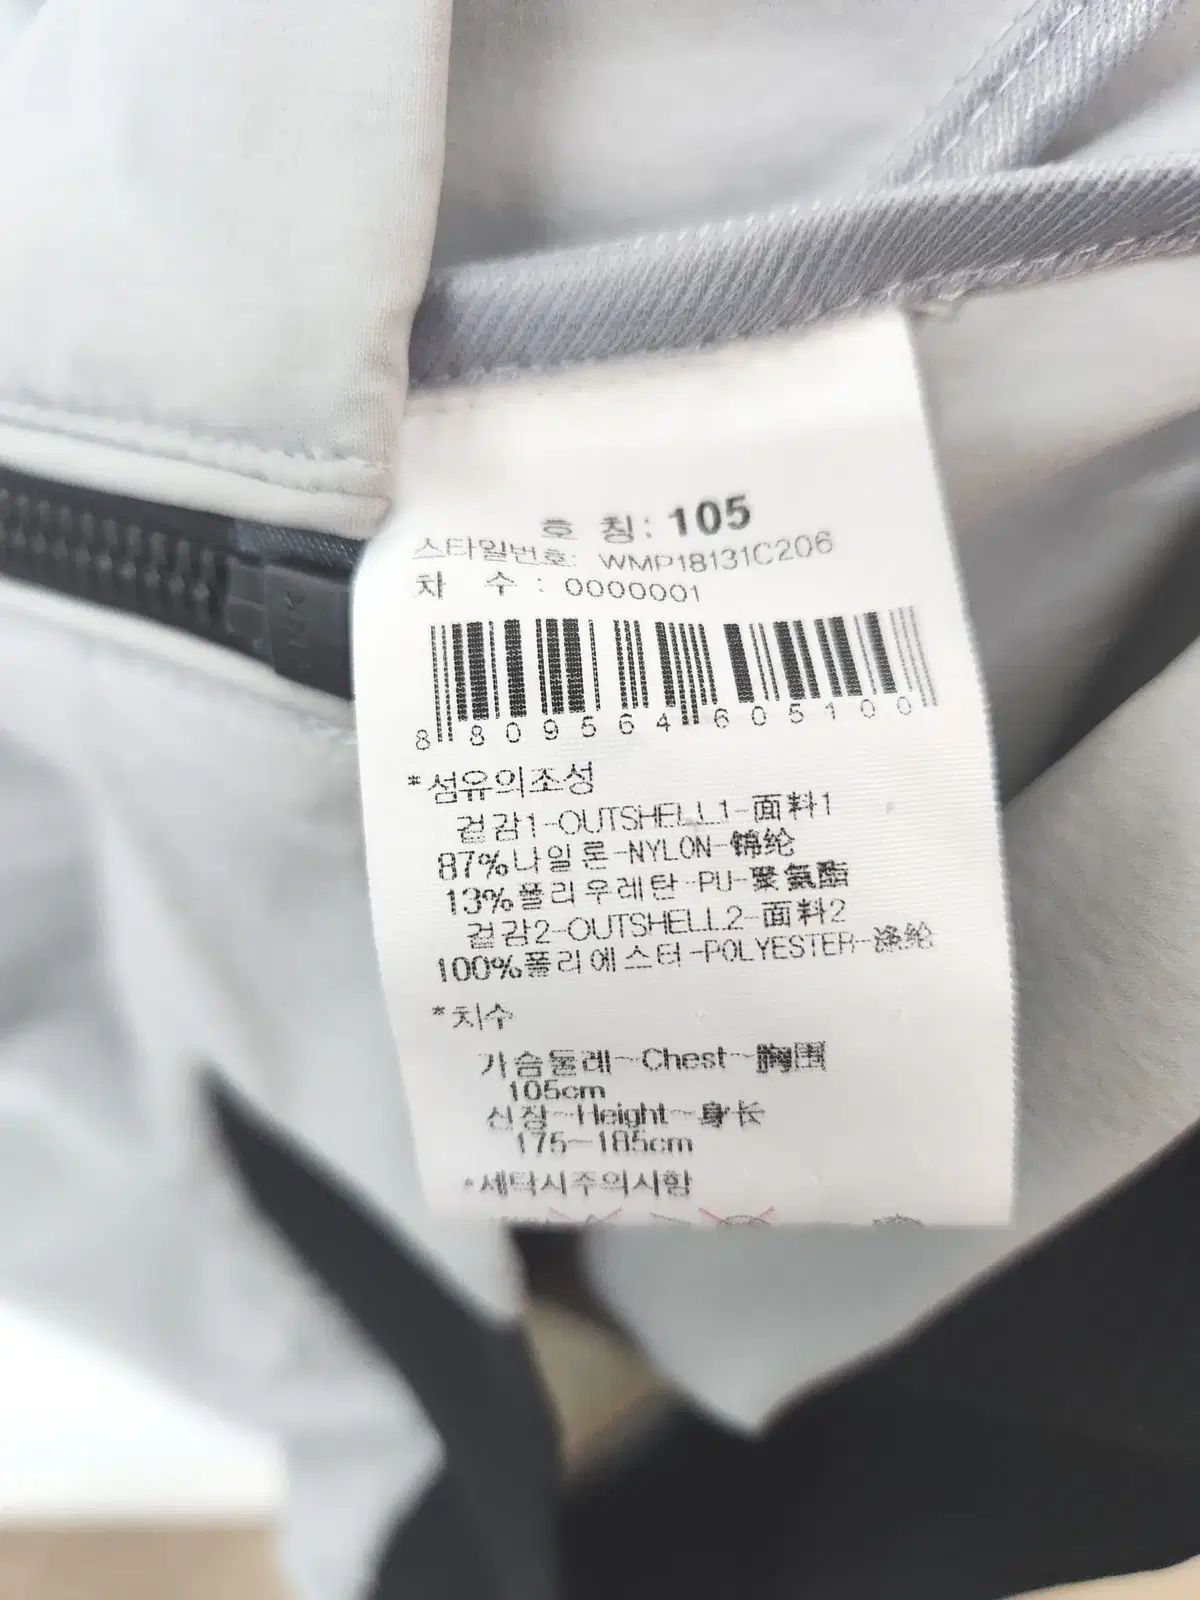 호 칭: 105
스타일번호: WMP18131C206
차 수 : 0000001
8 809564 605100
*섬유의조성
겉감1-OUTSHELL1-面料1
87%나일론-NYLON-锦纶
13%폴리우레탄-PU-聚氨酯
겉감2-OUTSHELL2-面料2
100%폴리에스터-POLYESTER-涤纶
*치수
가슴둘레~Chest~胸围
105cm
신장~Height~身长
175~185cm
*세탁시주의사항